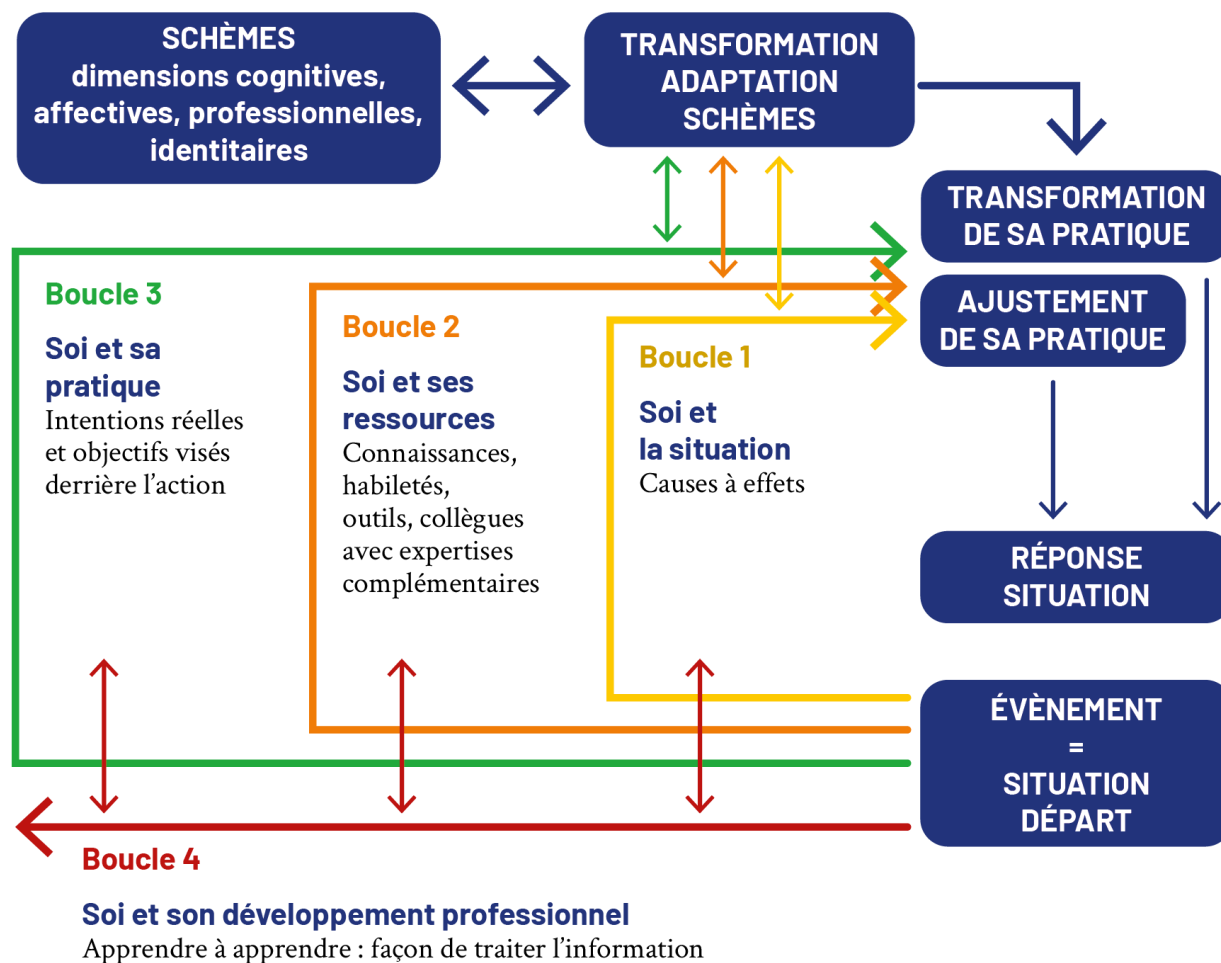 SCHÈMES
dimensions cognitives,
affectives, professionnelles,
identitaires
TRANSFORMATION
ADAPTATION
SCHÈMES
TRANSFORMATION
DE SA PRATIQUE
AJUSTEMENT
DE SA PRATIQUE
Boucle 3
Soi et sa
pratique
Intentions réelles
et objectifs visés
derrière l’action
Boucle 2
Soi et ses
ressources
Connaissances,
habiletés,
outils, collègues
avec expertises
complémentaires
Boucle 1
Soi et
la situation
Causes à effets
RÉPONSE
SITUATION
ÉVÈNEMENT
=
SITUATION
DÉPART
Boucle 4
Soi et son développement professionnel
Apprendre à apprendre : façon de traiter l’information